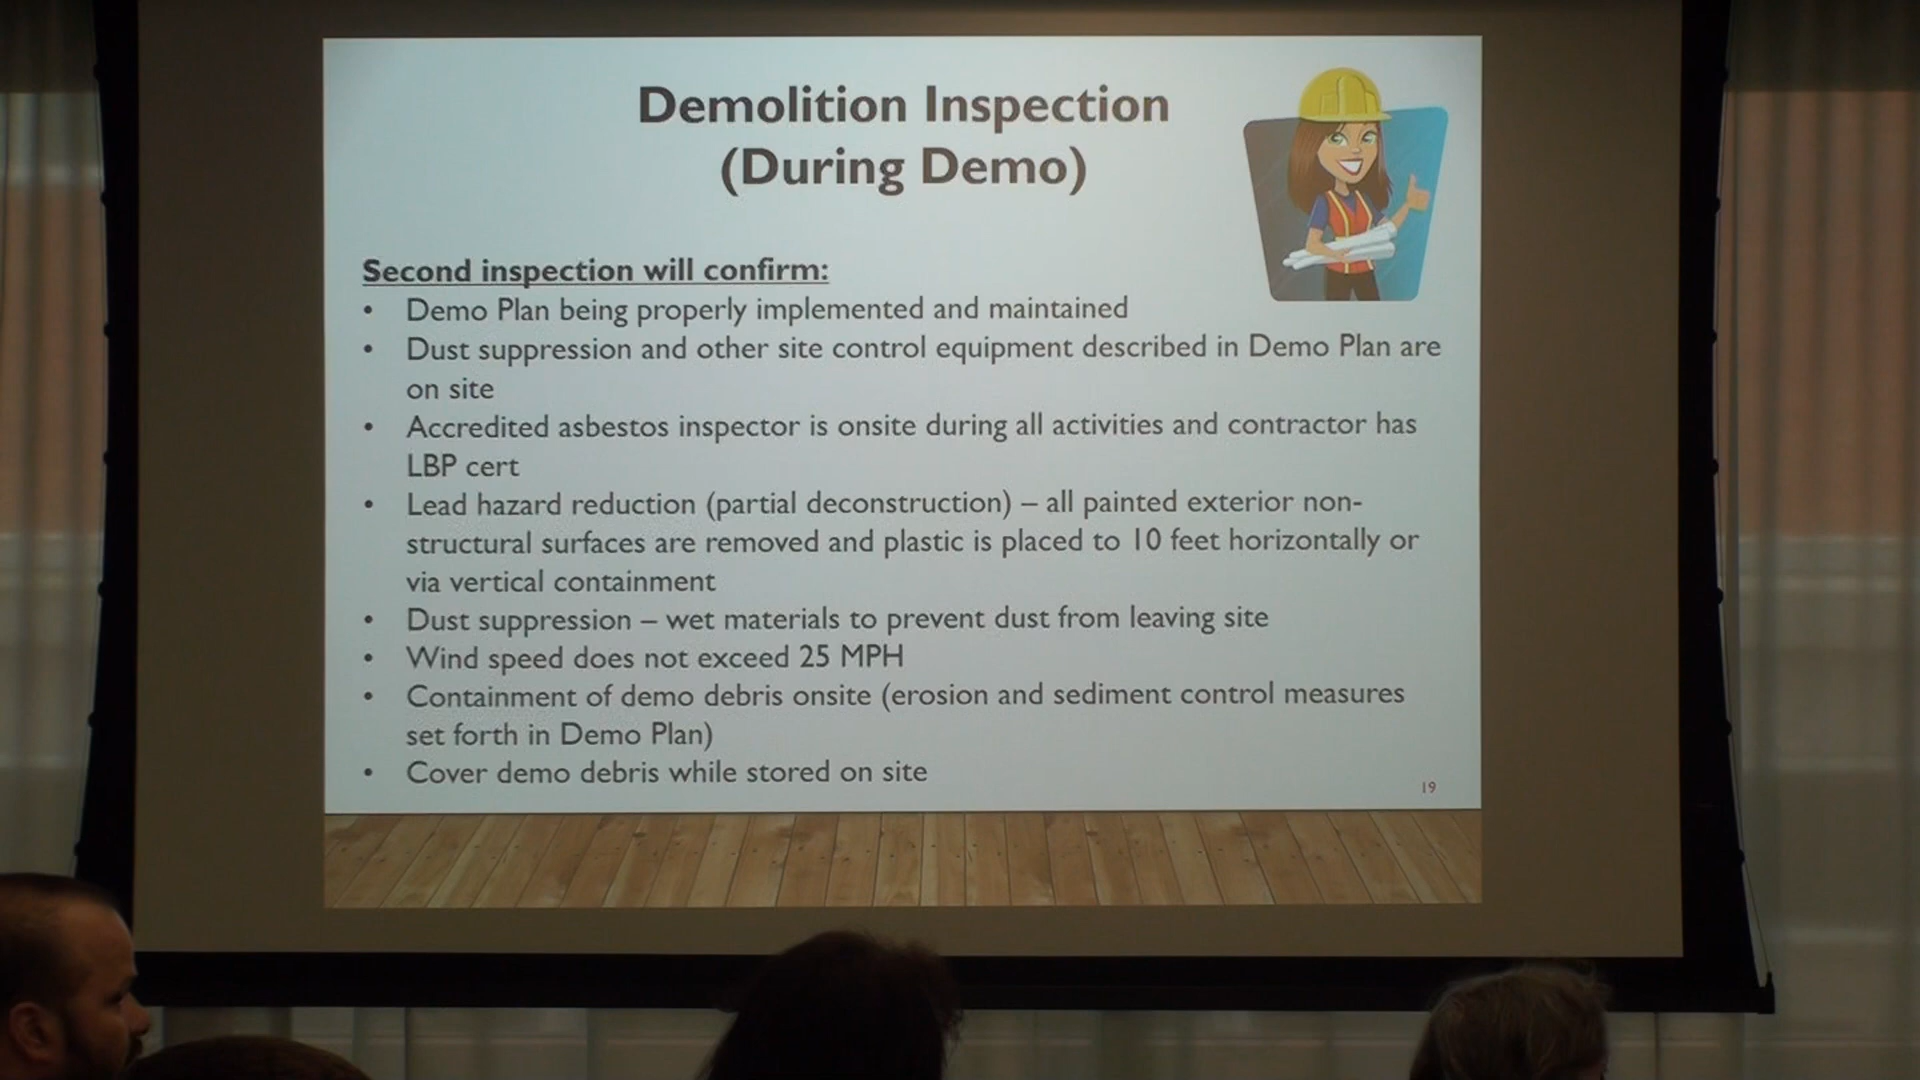 Demolition Inspection
(During Demo)
Second inspection will confirm:
• Demo Plan being properly implemented and maintained
• Dust suppression and other site control equipment described in Demo Plan are
on site
• Accredited asbestos inspector is onsite during all activities and contractor has
LBP cert
• Lead hazard reduction (partial deconstruction) – all painted exterior non-
structural surfaces are removed and plastic is placed to 10 feet horizontally or
via vertical containment
• Dust suppression – wet materials to prevent dust from leaving site
• Wind speed does not exceed 25 MPH
• Containment of demo debris onsite (erosion and sediment control measures
set forth in Demo Plan)
• Cover demo debris while stored on site
19